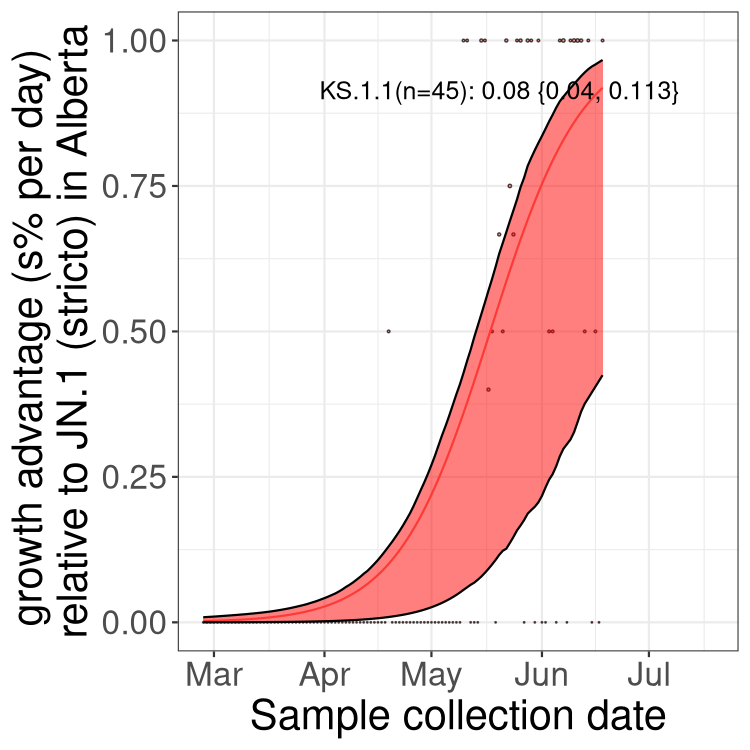 growth advantage (s% per day)
relative to JN.1 (stricto) in Alberta
1.00
0.75
0.50
0.25
0.00
KS.1.1(n=45): 0.08 {0.04, 0.113}
Mar Apr May Jun Jul
Sample collection date